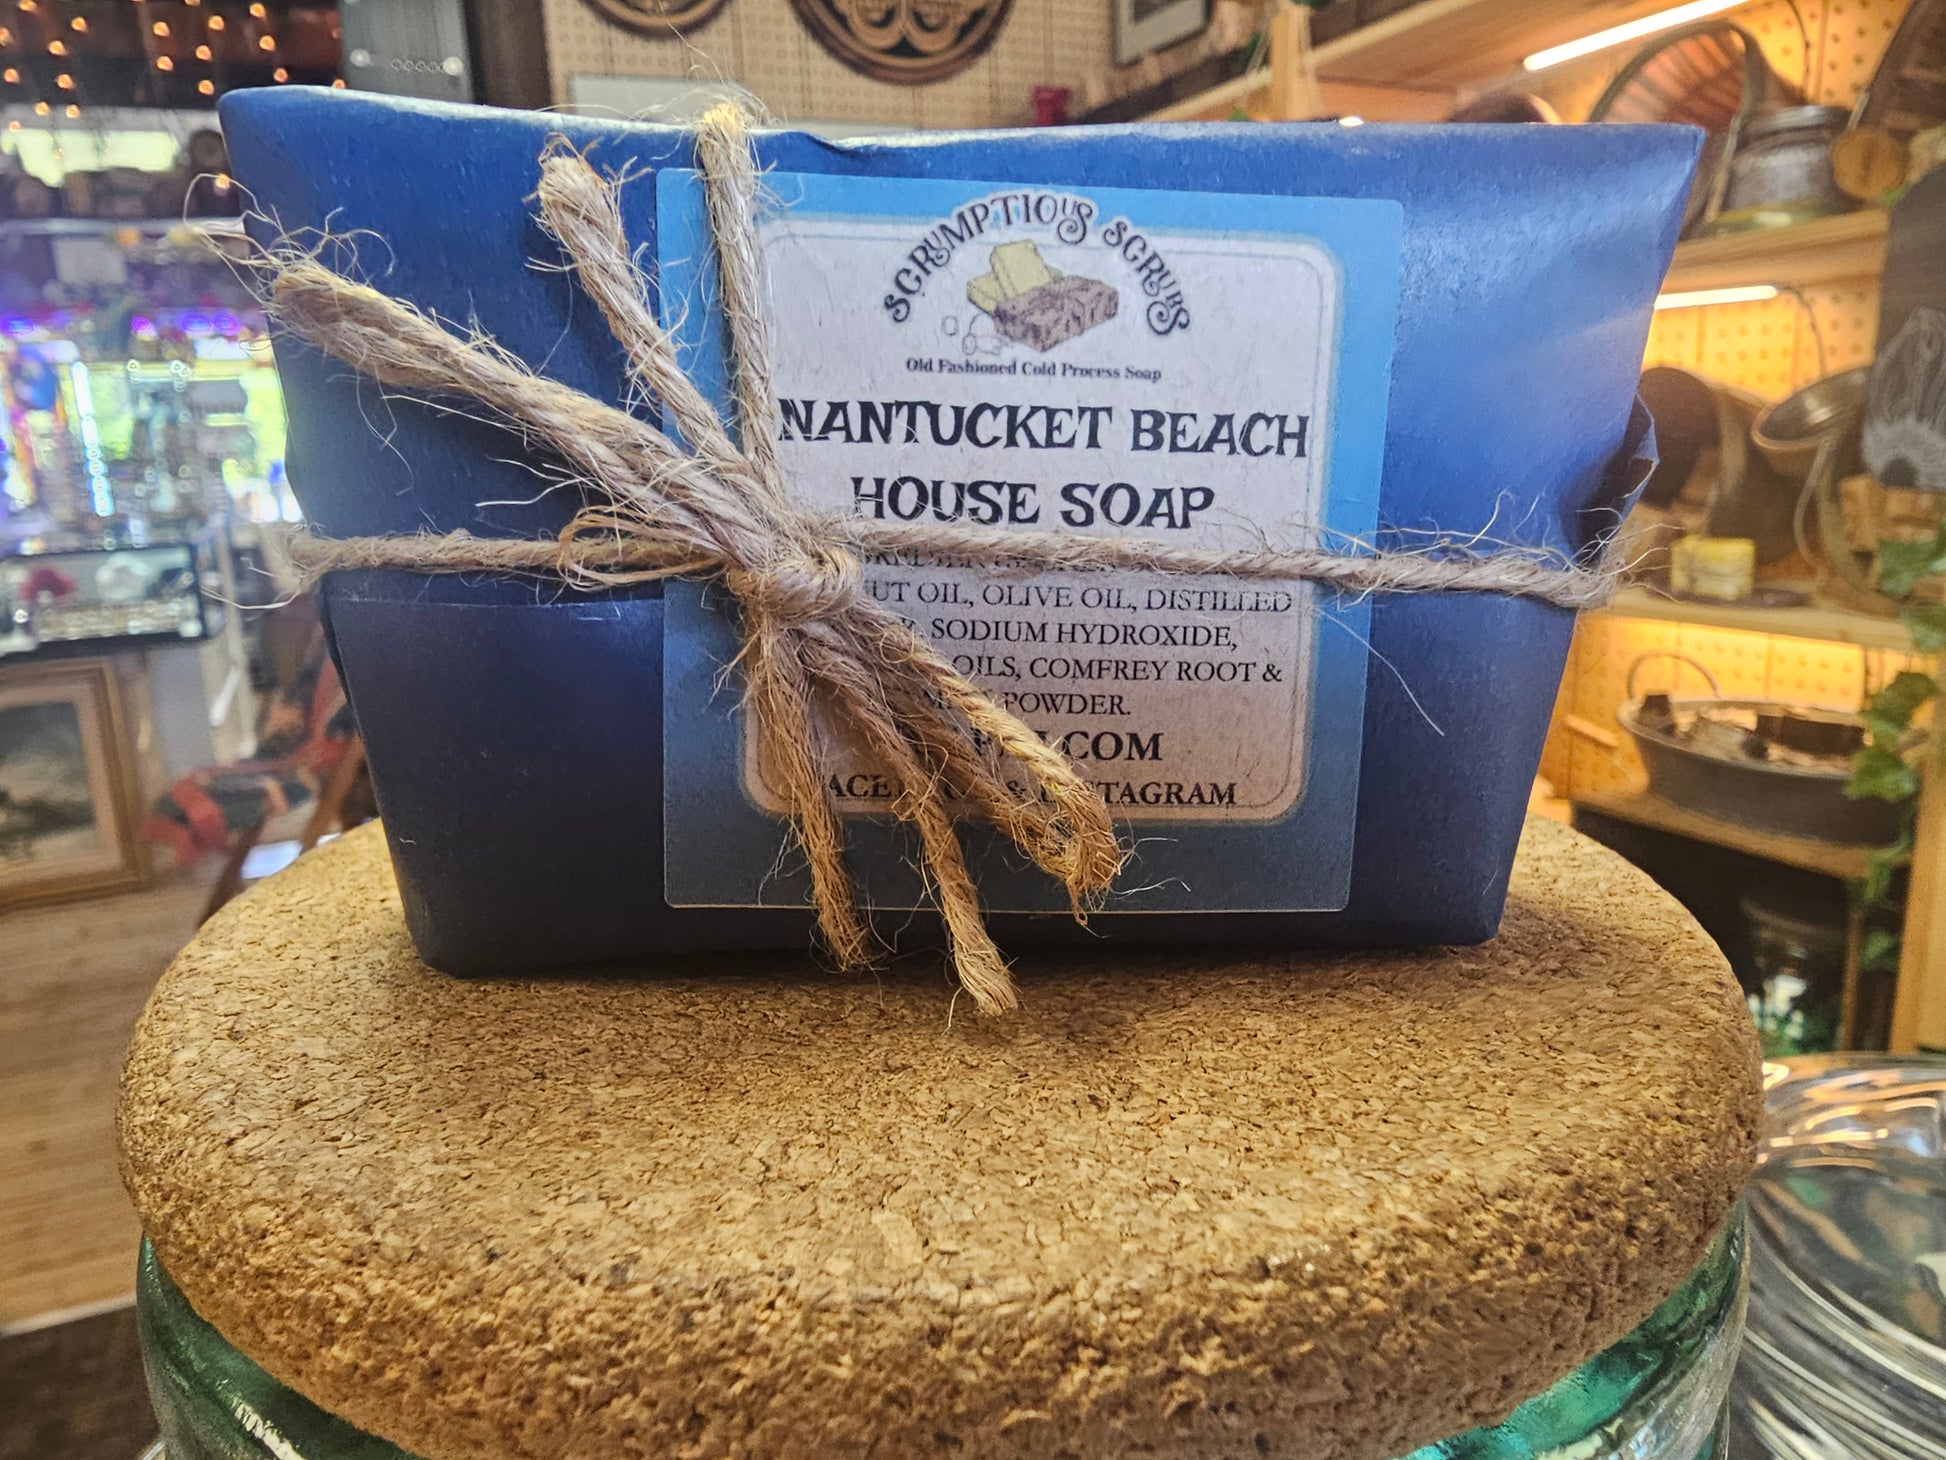 SCRUMPTIOUS SCRUBS
Old Fashioned Cold Process Soap
NANTUCKET BEACH
HOUSE SOAP
OIL, OLIVE OIL, DISTILLED
SODIUM HYDROXIDE,
OILS, COMFREY ROOT &
POWDER.
.COM
& INSTAGRAM